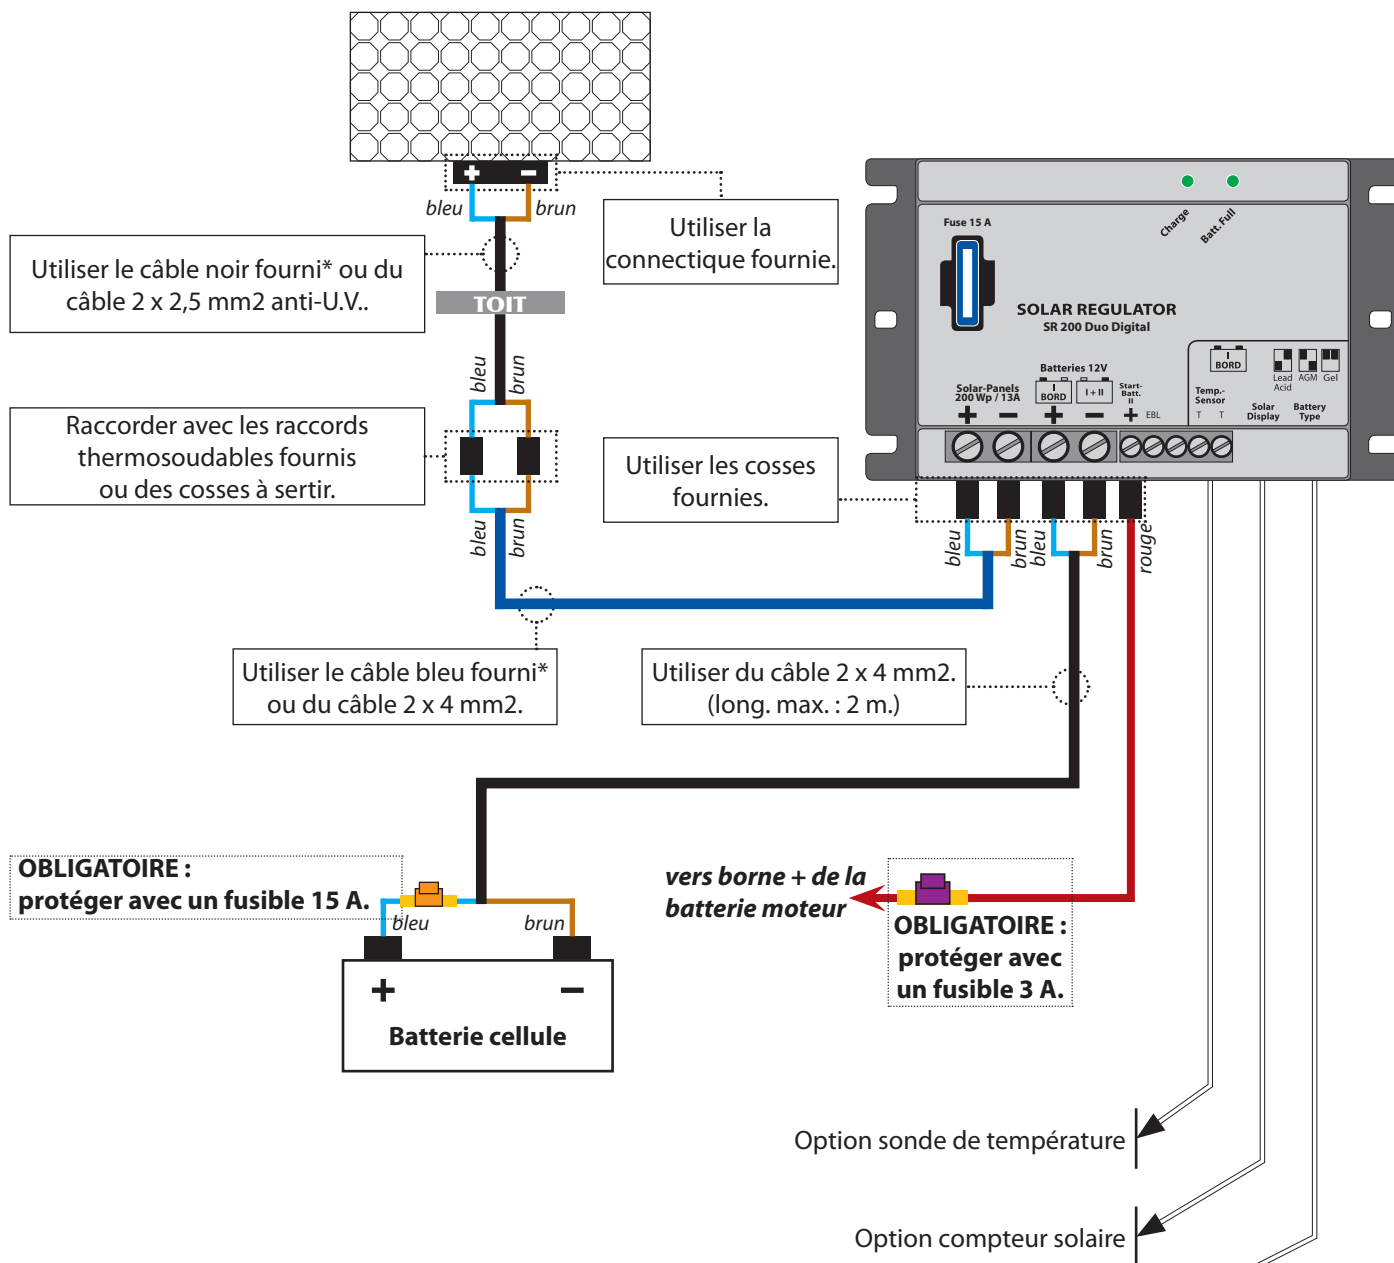 + −
bleu brun
Utiliser la
connectique fournie.
Utiliser le câble noir fourni* ou du
câble 2 x 2,5 mm2 anti-U.V..
TOIT
bleu brun
Raccorder avec les raccords
thermosoudables fournis
ou des cosses à sertir.
bleu brun
Utiliser les cosses
fournies.
Charge
Batt. Full
Fuse 15 A
SOLAR REGULATOR
SR 200 Duo Digital
Batteries 12V
Solar-Panels
200 Wp / 13A
I
BORD
I + II
Start-
Batt.
II
+ − + − + EBL
I
BORD
Lead
Acid
AGM
Gel
Temp.-
Sensor
T T
Solar
Display
Battery
Type
bleu brun bleu brun rouge
Utiliser le câble bleu fourni*
ou du câble 2 x 4 mm2.
Utiliser du câble 2 x 4 mm2.
(long. max. : 2 m.)
OBLIGATOIRE :
protéger avec un fusible 15 A.
bleu brun
+ −
Batterie cellule
vers borne + de la
batterie moteur
OBLIGATOIRE :
protéger avec
un fusible 3 A.
Option sonde de température
Option compteur solaire